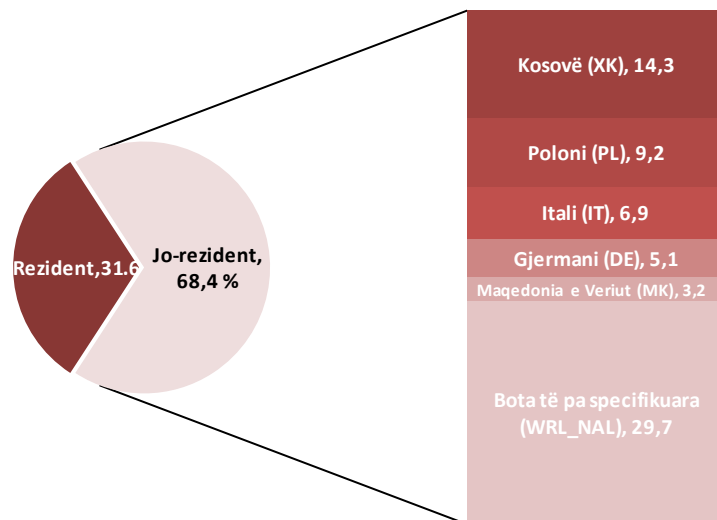 Rezident,31.6
Jo-rezident,
68,4 %
Kosovë (XK), 14,3
Poloni (PL), 9,2
Itali (IT), 6,9
Gjermani (DE), 5,1
Maqedonia e Veriut (MK), 3,2
Bota të pa specifikuara
(WRL_NAL), 29,7